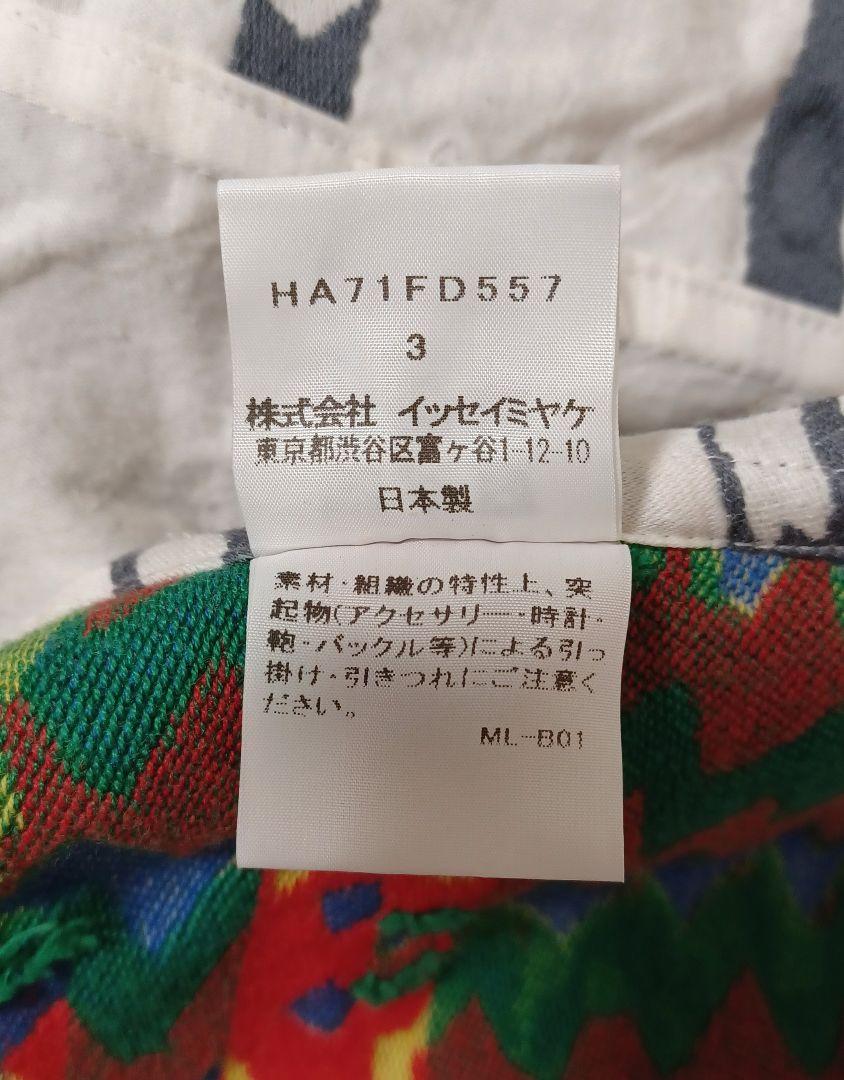 HA71FD557
3
株式会社 イッセイミヤケ
東京都渋谷区富ヶ谷1-12-10
日本製
素材・組織の特性上、突
起物(アクセサリー・時計・
鞄・バックル等)による引っ
掛け・引きつれにご注意く
ださい。
ML-B01